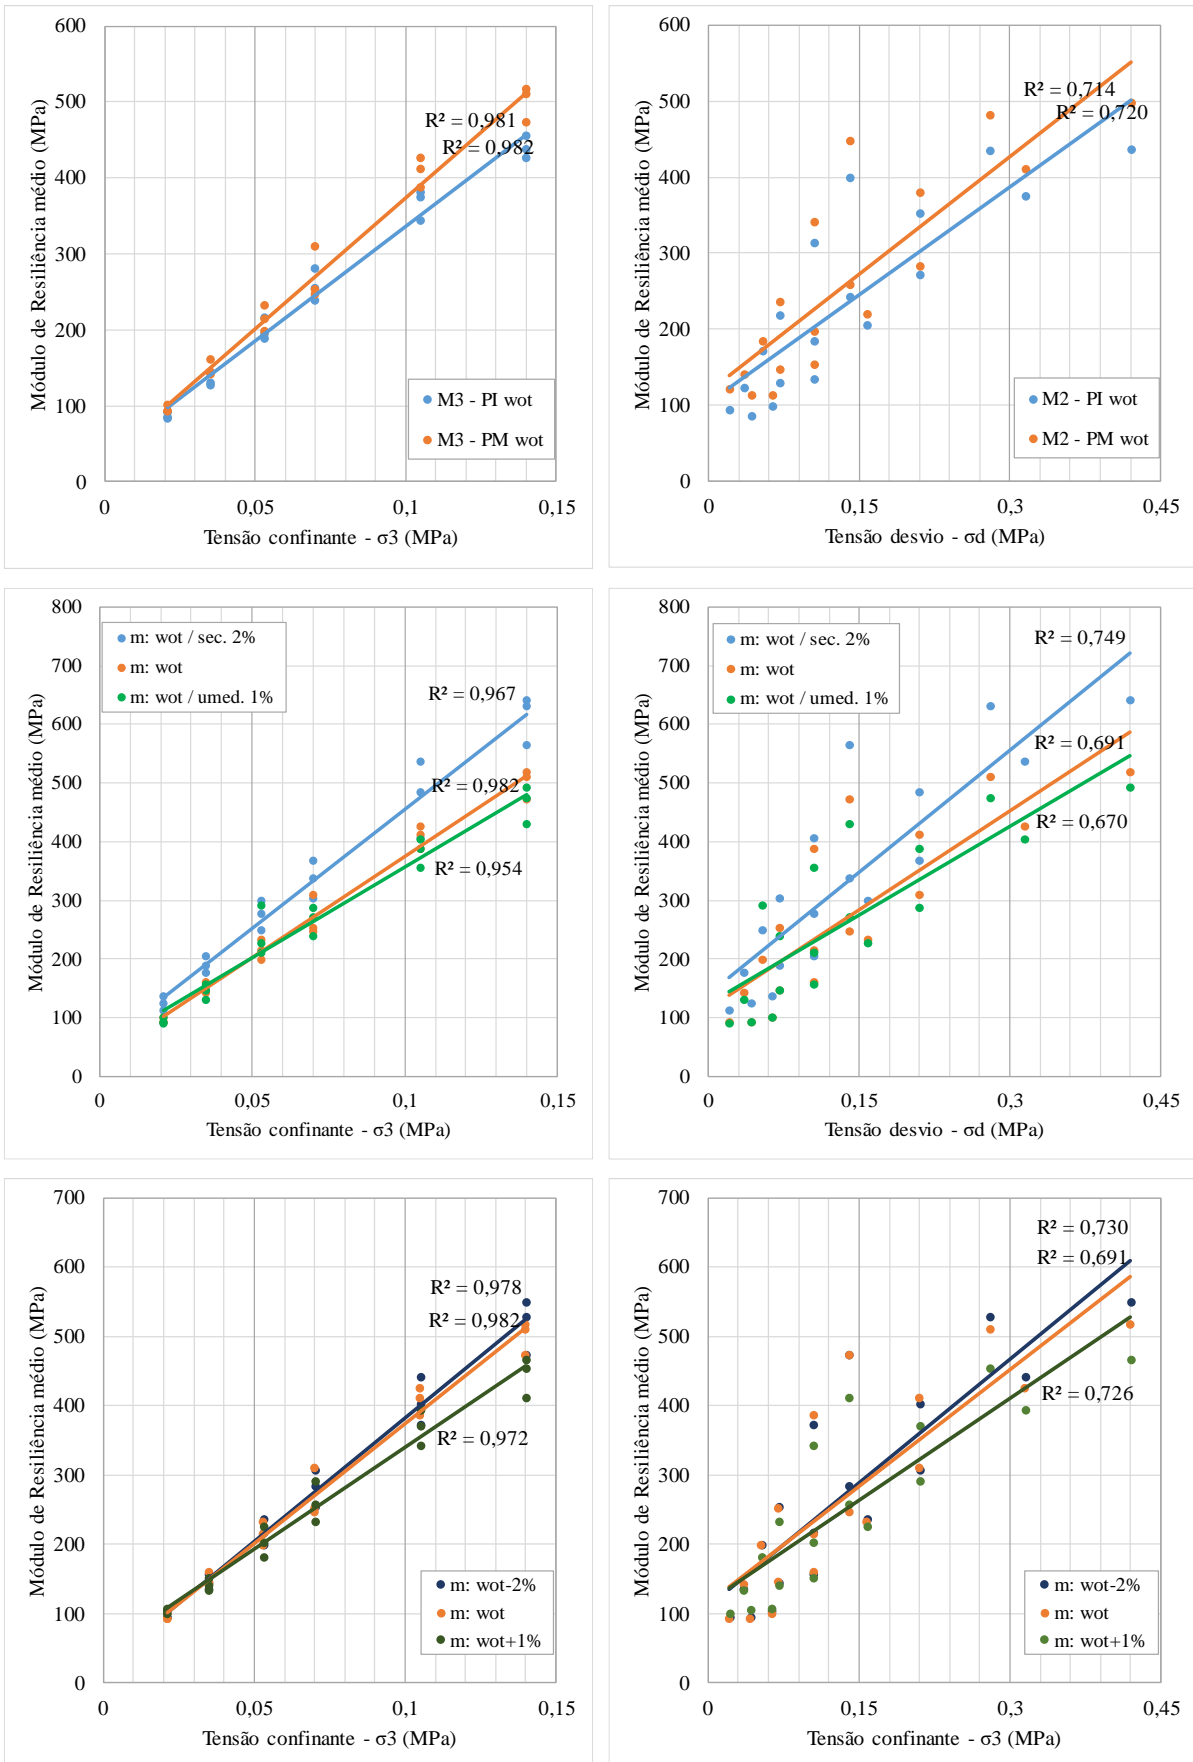 600
500
400
300
200
100
0
Módulo de Resiliência médio (MPa)
R² = 0,981
R² = 0,982
M3 - PI wot
M3 - PM wot
0 0,05 0,1 0,15
Tensão confinante - σ3 (MPa)
600
500
400
300
200
100
0
Módulo de Resiliência médio (MPa)
R² = 0,714
R² = 0,720
M2 - PI wot
M2 - PM wot
0 0,15 0,3 0,45
Tensão desvio - σd (MPa)
800
700
600
500
400
300
200
100
0
Módulo de Resiliência médio (MPa)
m: wot / sec. 2%
m: wot
m: wot / umed. 1%
R² = 0,967
R² = 0,982
R² = 0,954
0 0,05 0,1 0,15
Tensão confinante - σ3 (MPa)
800
700
600
500
400
300
200
100
0
Módulo de Resiliência médio (MPa)
m: wot / sec. 2%
m: wot
m: wot / umed. 1%
R² = 0,749
R² = 0,691
R² = 0,670
0 0,15 0,3 0,45
Tensão desvio - σd (MPa)
700
600
500
400
300
200
100
0
Módulo de Resiliência médio (MPa)
R² = 0,978
R² = 0,982
R² = 0,972
m: wot-2%
m: wot
m: wot+1%
0 0,05 0,1 0,15
Tensão confinante - σ3 (MPa)
700
600
500
400
300
200
100
0
Módulo de Resiliência médio (MPa)
R² = 0,730
R² = 0,691
R² = 0,726
m: wot-2%
m: wot
m: wot+1%
0 0,15 0,3 0,45
Tensão confinante - σ3 (MPa)